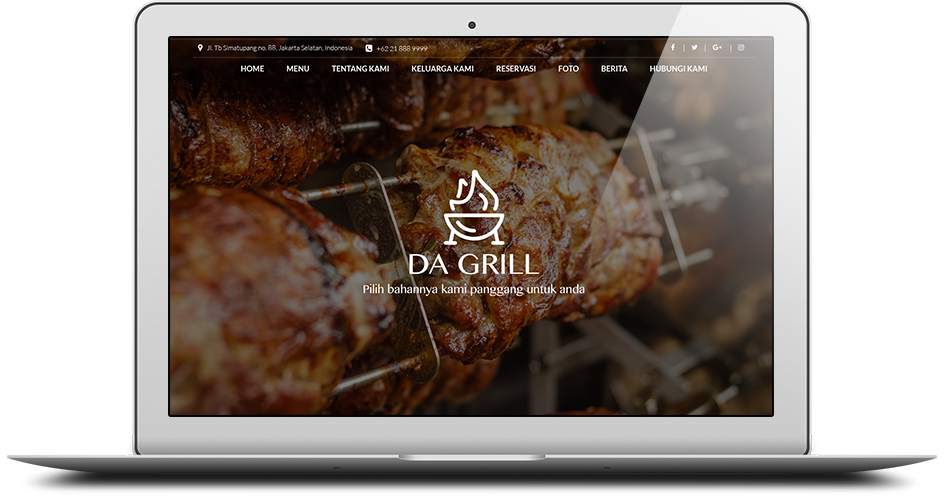 Jl. Tb Simatupang no. 88, Jakarta Selatan, Indonesia +62 21 888 9999
HOME MENU TENTANG KAMI KELUARGA KAMI RESERVASI FOTO BERITA HUBUNGI KAMI
DA GRILL
Pilih bahannya kami panggang untuk anda